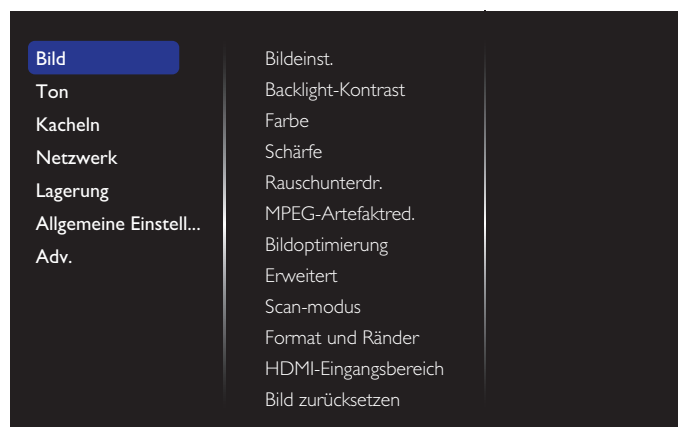 Bild
Ton
Kacheln
Netzwerk
Lagerung
Allgemeine Einstell...
Adv.
Bildeinst.
Backlight-Kontrast
Farbe
Schärfe
Rauschunterdr.
MPEG-Artefaktred.
Bildoptimierung
Erweitert
Scan-modus
Format und Ränder
HDMI-Eingangsbereich
Bild zurücksetzen